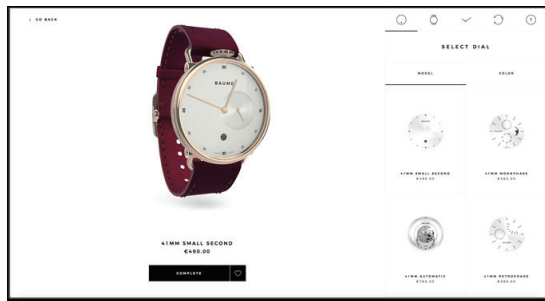 ‹ GO BACK
BAUME
41MM SMALL SECOND
€490.00
COMPLETE
SELECT DIAL
MODEL
COLOR
41MM SMALL SECOND
€490.00
41MM MOONPHASE
41MM AUTOMATIC
41MM RETROGRADE